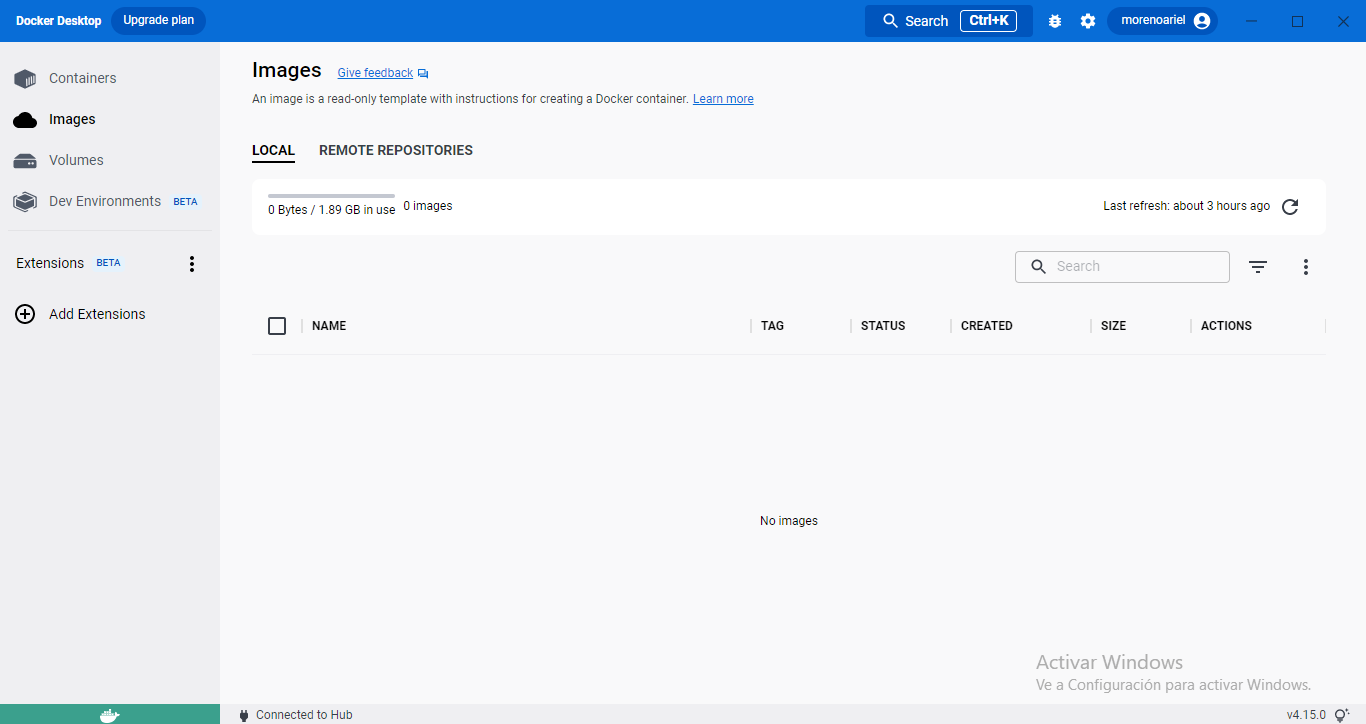 Docker Desktop Upgrade plan Search Ctrl+K morenoariel
Containers
Images
Volumes
Dev Environments BETA
Extensions BETA
Add Extensions
Images Give feedback
An image is a read-only template with instructions for creating a Docker container. Learn more
LOCAL REMOTE REPOSITORIES
0 Bytes / 1.89 GB in use 0 images Last refresh: about 3 hours ago
Search
NAME TAG STATUS CREATED SIZE ACTIONS
No images
Activar Windows
Ve a Configuración para activar Windows.
Connected to Hub v4.15.0